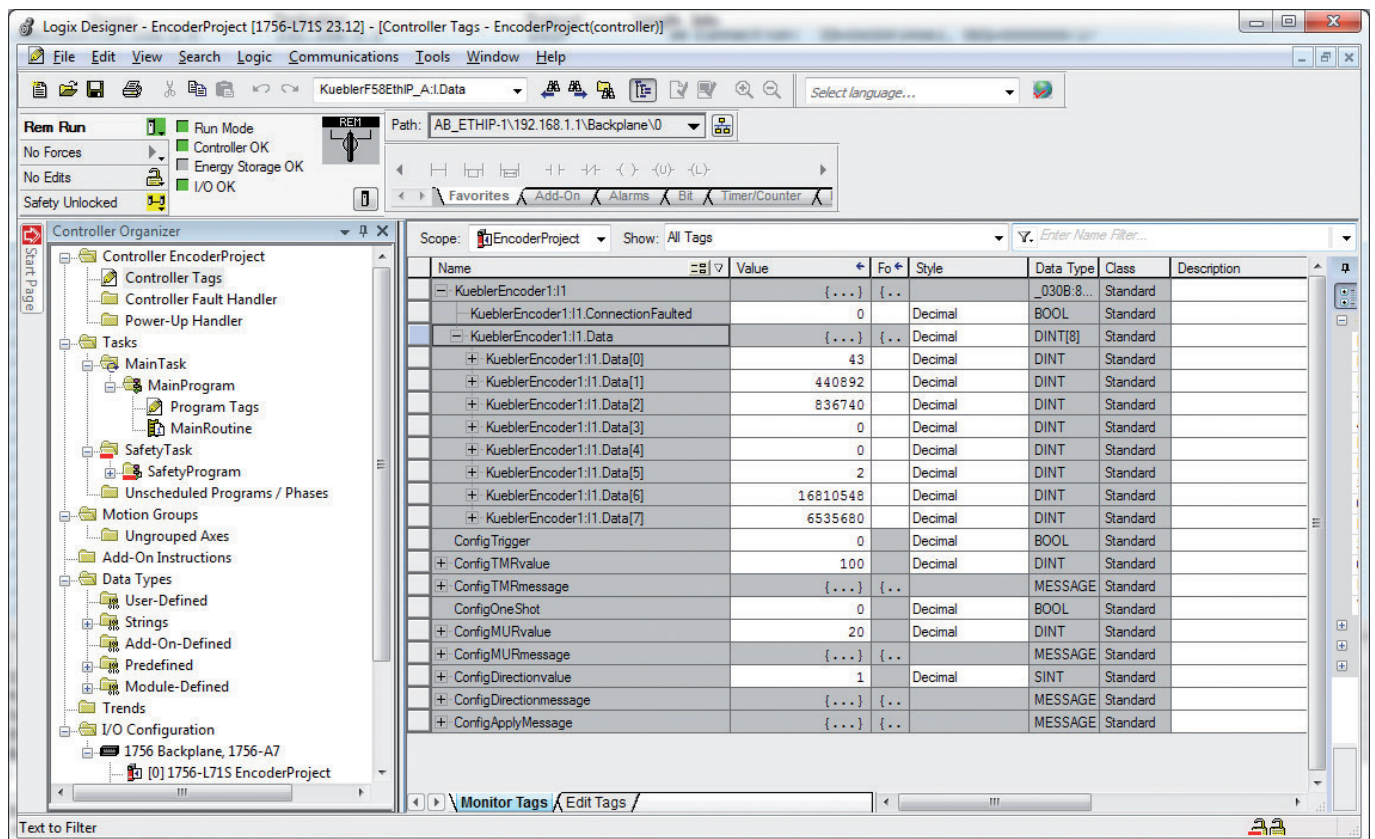 Logix Designer - EncoderProject [1756-L71S 23.12] - [Controller Tags - EncoderProject(controller)]
File Edit View Search Logic Communications Tools Window Help
KueblerF58EthIP_A:I.Data
Select language...
Rem Run
Run Mode
REM
Path: AB_ETHIP-1\192.168.1.1\Backplane\0
No Forces
Controller OK
Energy Storage OK
No Edits
I/O OK
Safety Unlocked
Favorites Add-On Alarms Bit Timer/Counter
Start Page
Controller Organizer
Controller EncoderProject
Controller Tags
Controller Fault Handler
Power-Up Handler
Tasks
MainTask
MainProgram
Program Tags
MainRoutine
SafetyTask
SafetyProgram
Unscheduled Programs / Phases
Motion Groups
Ungrouped Axes
Add-On Instructions
Data Types
User-Defined
Strings
Add-On-Defined
Predefined
Module-Defined
Trends
I/O Configuration
1756 Backplane, 1756-A7
[0] 1756-L71S EncoderProject
Scope: EncoderProject Show: All Tags Enter Name Filter...
Name Value Fo Style Data Type Class Description
KueblerEncoder1:I1 {...} {.. _030B:8... Standard
KueblerEncoder1:I1.ConnectionFaulted 0 Decimal BOOL Standard
KueblerEncoder1:I1.Data {...} {.. Decimal DINT[8] Standard
KueblerEncoder1:I1.Data[0] 43 Decimal DINT Standard
KueblerEncoder1:I1.Data[1] 440892 Decimal DINT Standard
KueblerEncoder1:I1.Data[2] 836740 Decimal DINT Standard
KueblerEncoder1:I1.Data[3] 0 Decimal DINT Standard
KueblerEncoder1:I1.Data[4] 0 Decimal DINT Standard
KueblerEncoder1:I1.Data[5] 2 Decimal DINT Standard
KueblerEncoder1:I1.Data[6] 16810548 Decimal DINT Standard
KueblerEncoder1:I1.Data[7] 6535680 Decimal DINT Standard
ConfigTrigger 0 Decimal BOOL Standard
ConfigTMRvalue 100 Decimal DINT Standard
ConfigTMRmessage {...} {.. MESSAGE Standard
ConfigOneShot 0 Decimal BOOL Standard
ConfigMURvalue 20 Decimal DINT Standard
ConfigMURmessage {...} {.. MESSAGE Standard
ConfigDirectionvalue 1 Decimal SINT Standard
ConfigDirectionmessage {...} {.. MESSAGE Standard
ConfigApplyMessage {...} {.. MESSAGE Standard
Monitor Tags Edit Tags
Text to Filter